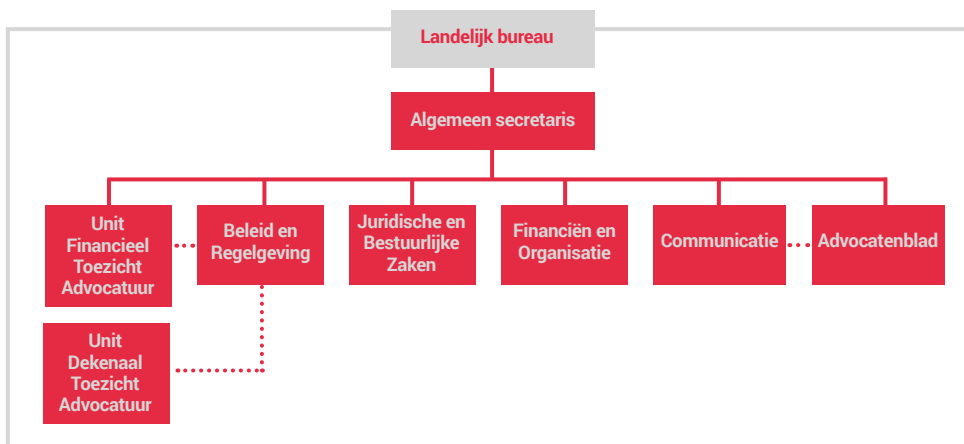 Landelijk bureau
Algemeen secretaris
Unit
Financieel
Toezicht
Advocatuur
Beleid en
Regelgeving
Juridische en
Bestuurlijke
Zaken
Financiën en
Organisatie
Communicatie
Advocatenblad
Unit
Dekenaal
Toezicht
Advocatuur